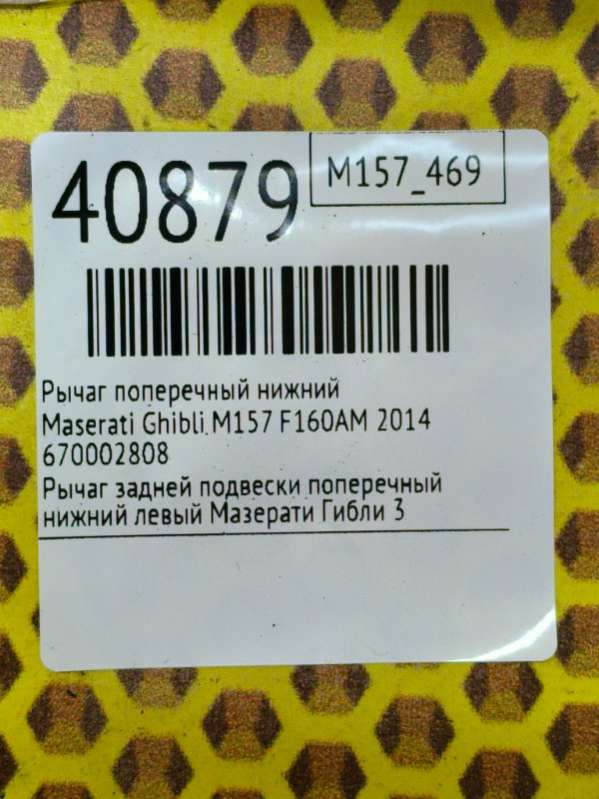 40879
M157_469
Рычаг поперечный нижний
Maserati Ghibli M157 F160AM 2014
670002808
Рычаг задней подвески поперечный
нижний левый Мазерати Гибли 3